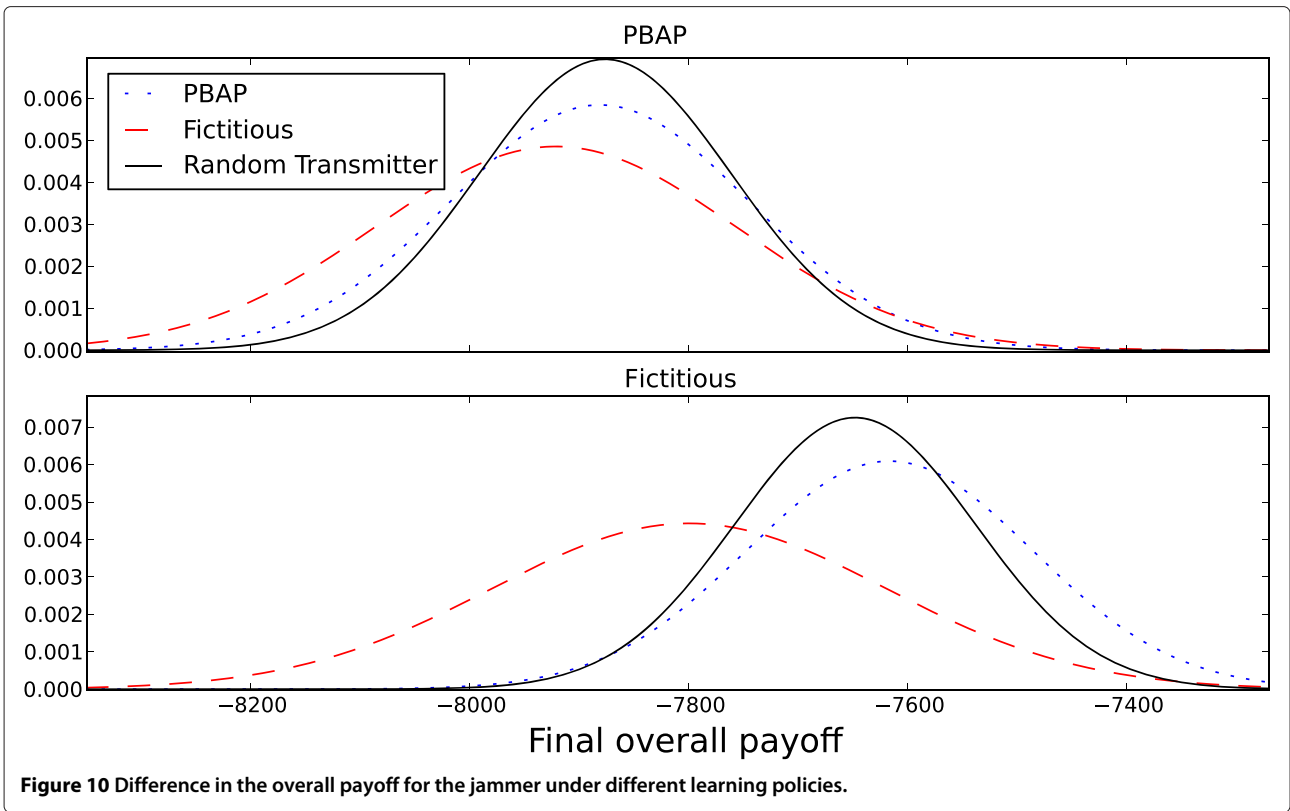 PBAP
0.006
0.005
0.004
0.003
0.002
0.001
0.000
PBAP
Fictitious
Random Transmitter
Fictitious
0.007
0.006
0.005
0.004
0.003
0.002
0.001
0.000
−8200 −8000 −7800 −7600 −7400
Final overall payoff
Figure 10 Difference in the overall payoff for the jammer under different learning policies.